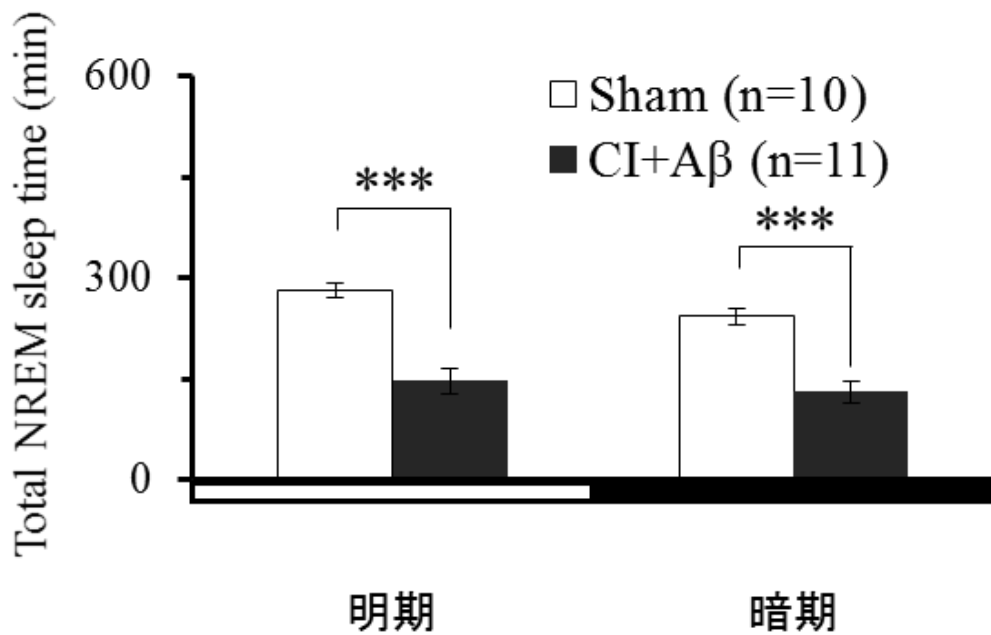 Total NREM sleep time (min)
600
300
0
Sham (n=10)
CI+Aβ (n=11)
***
***
明期
暗期